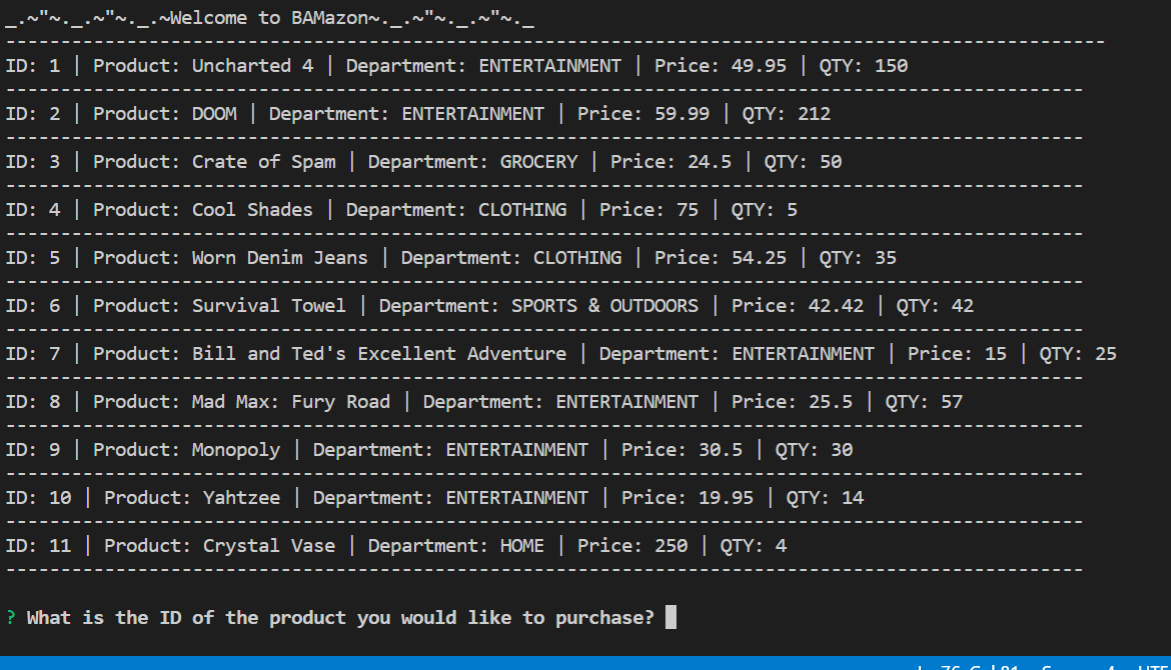 _.~"~._.~"~._.~Welcome to BAMazon~._.~"~._.~"~._
----------------------------------------------------------------------------------------------------
ID: 1 | Product: Uncharted 4 | Department: ENTERTAINMENT | Price: 49.95 | QTY: 150
--------------------------------------------------------------------------------------------------
ID: 2 | Product: DOOM | Department: ENTERTAINMENT | Price: 59.99 | QTY: 212
--------------------------------------------------------------------------------------------------
ID: 3 | Product: Crate of Spam | Department: GROCERY | Price: 24.5 | QTY: 50
--------------------------------------------------------------------------------------------------
ID: 4 | Product: Cool Shades | Department: CLOTHING | Price: 75 | QTY: 5
--------------------------------------------------------------------------------------------------
ID: 5 | Product: Worn Denim Jeans | Department: CLOTHING | Price: 54.25 | QTY: 35
--------------------------------------------------------------------------------------------------
ID: 6 | Product: Survival Towel | Department: SPORTS & OUTDOORS | Price: 42.42 | QTY: 42
--------------------------------------------------------------------------------------------------
ID: 7 | Product: Bill and Ted's Excellent Adventure | Department: ENTERTAINMENT | Price: 15 | QTY: 25
--------------------------------------------------------------------------------------------------
ID: 8 | Product: Mad Max: Fury Road | Department: ENTERTAINMENT | Price: 25.5 | QTY: 57
--------------------------------------------------------------------------------------------------
ID: 9 | Product: Monopoly | Department: ENTERTAINMENT | Price: 30.5 | QTY: 30
--------------------------------------------------------------------------------------------------
ID: 10 | Product: Yahtzee | Department: ENTERTAINMENT | Price: 19.95 | QTY: 14
--------------------------------------------------------------------------------------------------
ID: 11 | Product: Crystal Vase | Department: HOME | Price: 250 | QTY: 4
--------------------------------------------------------------------------------------------------
? What is the ID of the product you would like to purchase?